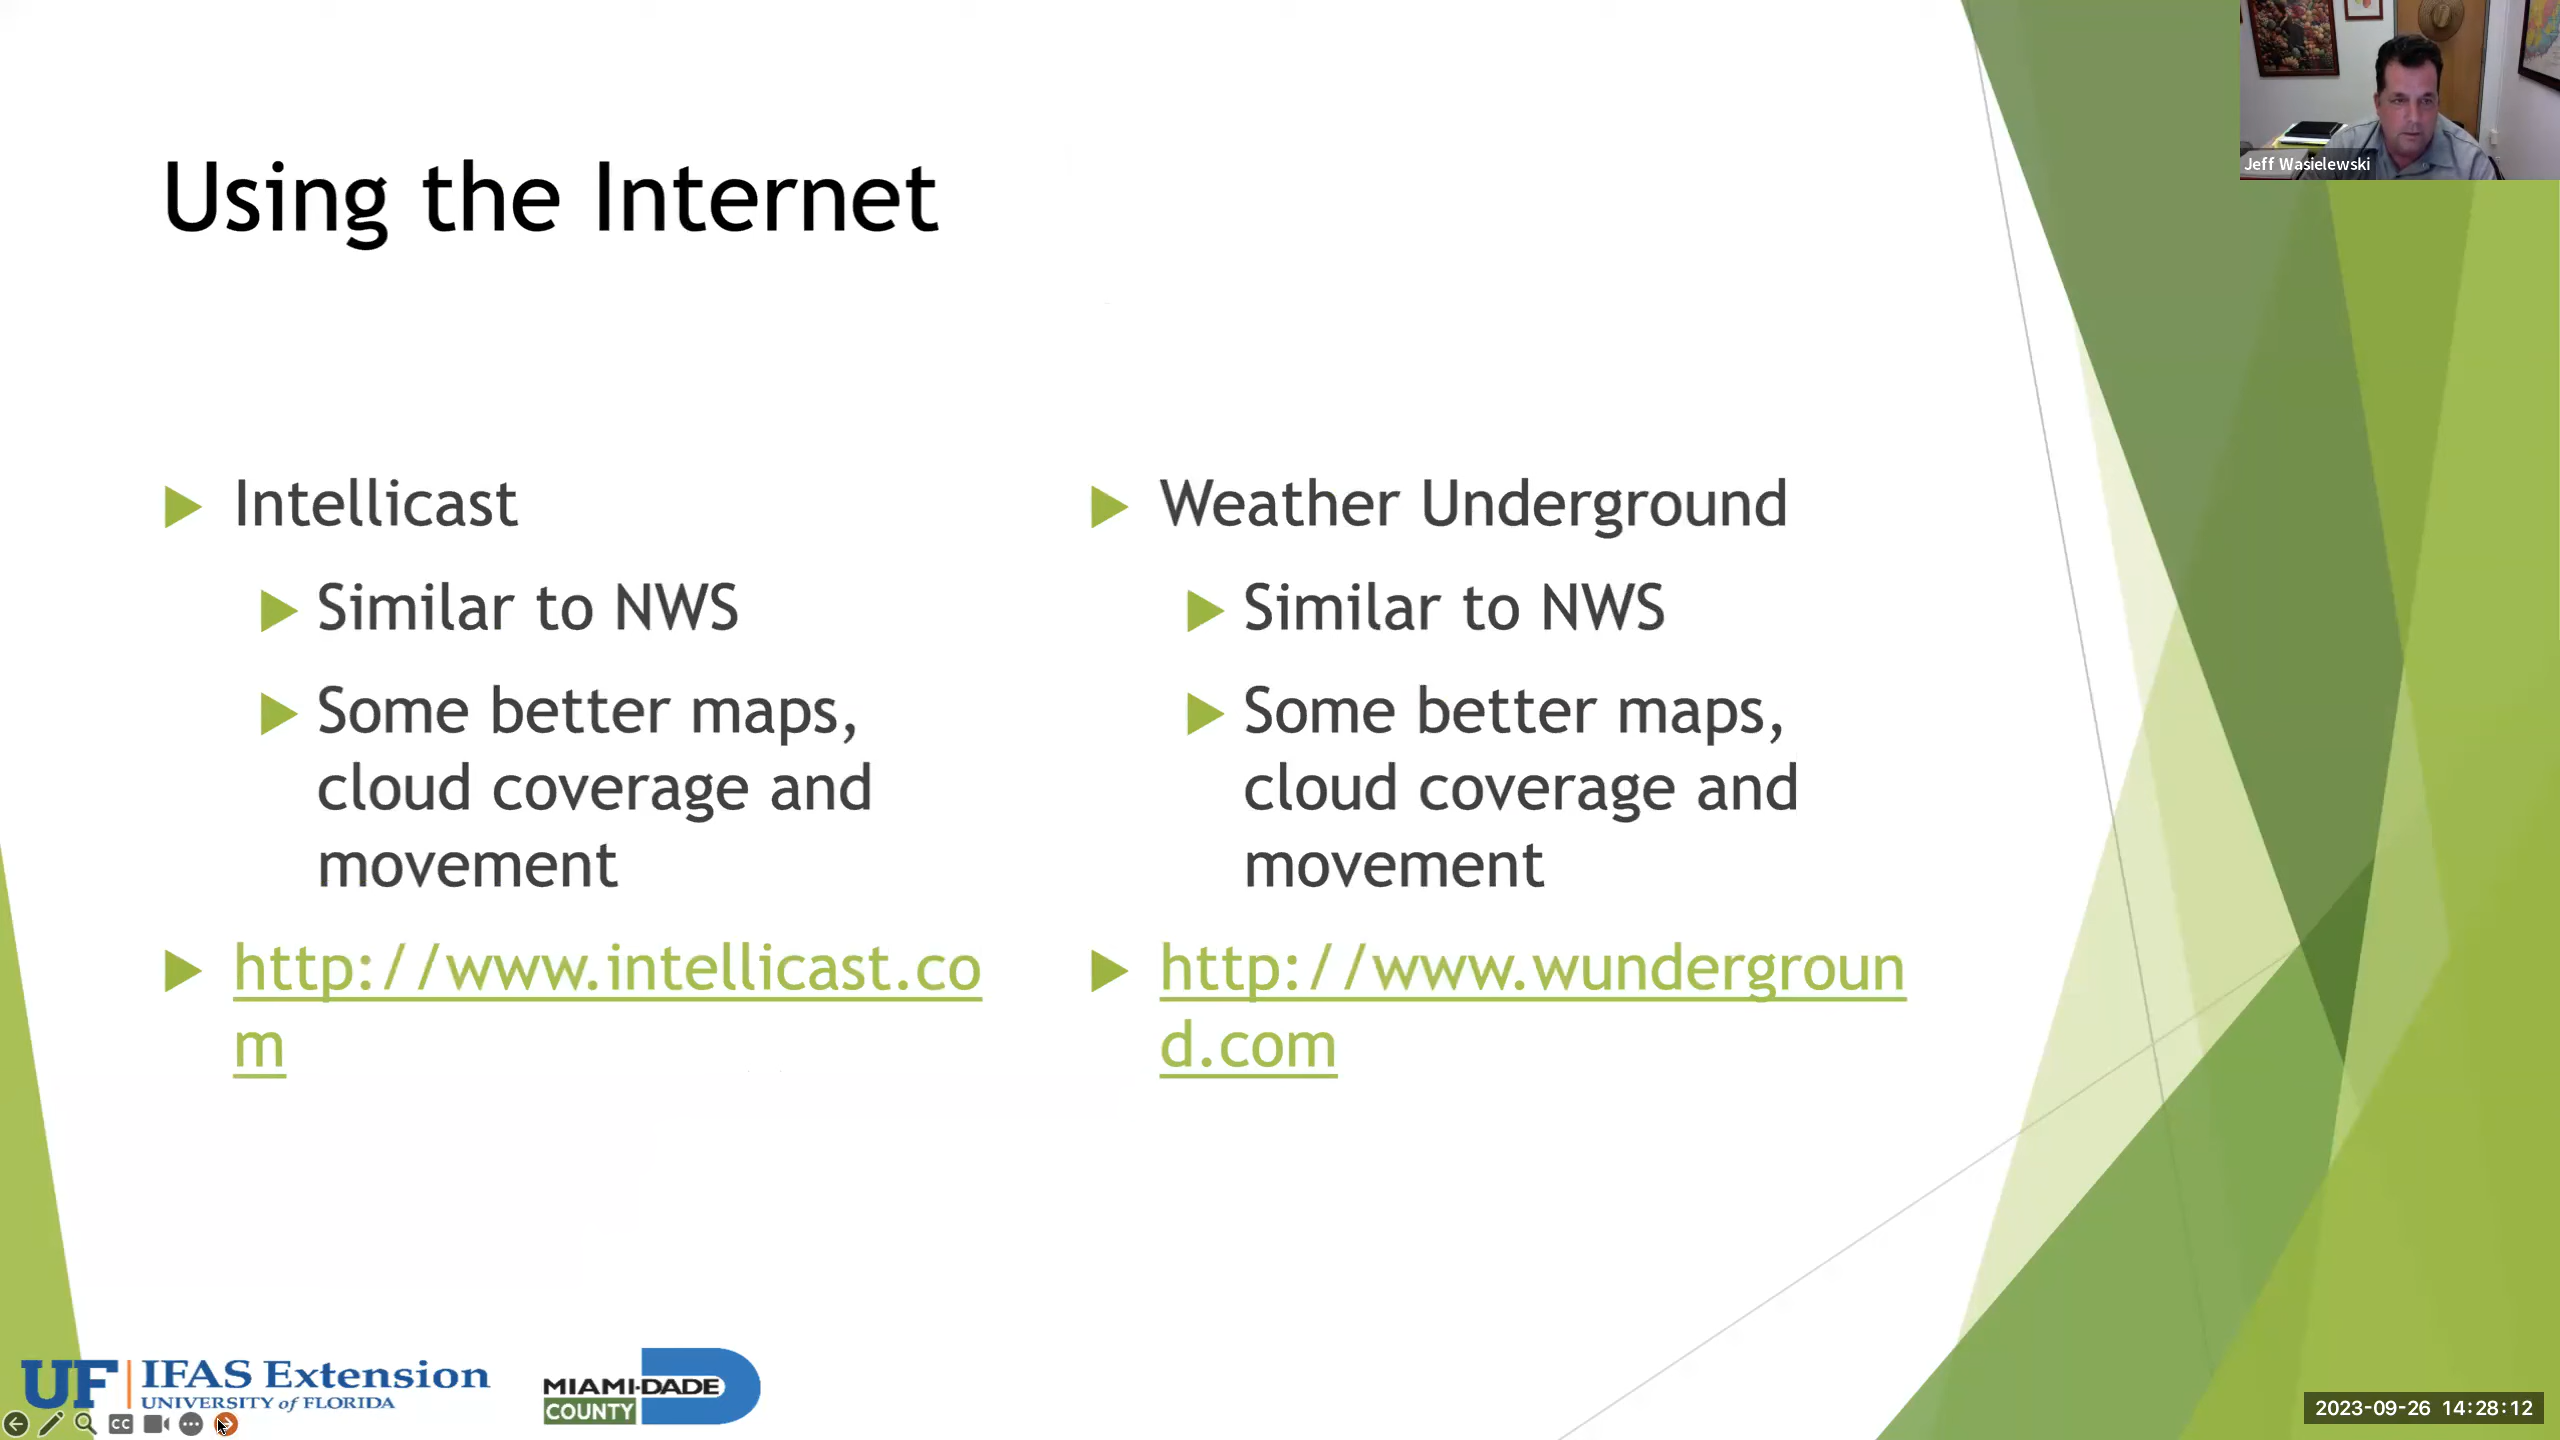 Jeff Wasielewski
Using the Internet
Intellicast
Similar to NWS
Some better maps,
cloud coverage and
movement
http://www.intellicast.co
m
Weather Underground
Similar to NWS
Some better maps,
cloud coverage and
movement
http://www.wundergroun
d.com
UF IFAS Extension
UNIVERSITY of FLORIDA
MIAMI-DADE
COUNTY
CC
2023-09-26 14:28:12